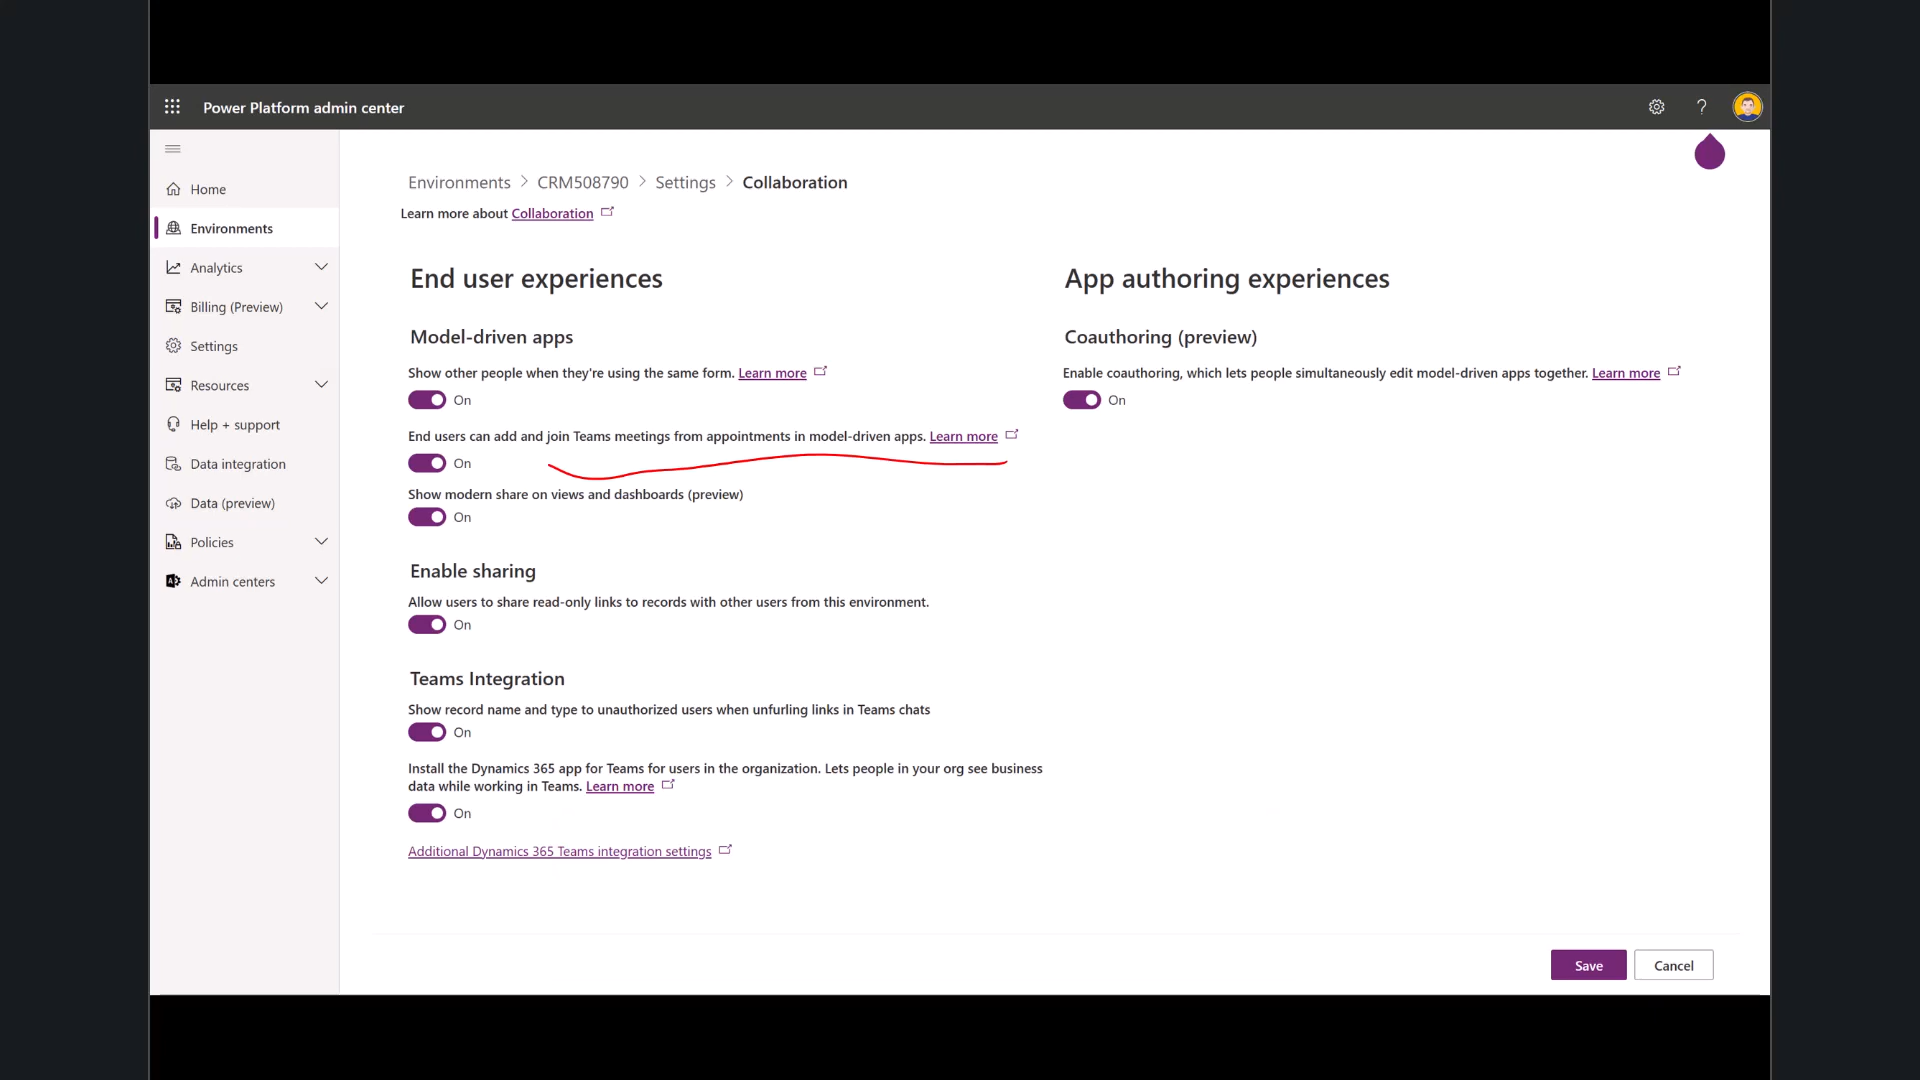 Power Platform admin center
?
Home
Environments
Analytics
Billing (Preview)
Settings
Resources
Help + support
Data integration
Data (preview)
Policies
Admin centers
Environments > CRM508790 > Settings > Collaboration
Learn more about Collaboration
End user experiences
Model-driven apps
Show other people when they're using the same form. Learn more
On
End users can add and join Teams meetings from appointments in model-driven apps. Learn more
On
Show modern share on views and dashboards (preview)
On
Enable sharing
Allow users to share read-only links to records with other users from this environment.
On
Teams Integration
Show record name and type to unauthorized users when unfurling links in Teams chats
On
Install the Dynamics 365 app for Teams for users in the organization. Lets people in your org see business
data while working in Teams. Learn more
On
Additional Dynamics 365 Teams integration settings
App authoring experiences
Coauthoring (preview)
Enable coauthoring, which lets people simultaneously edit model-driven apps together. Learn more
On
Save
Cancel